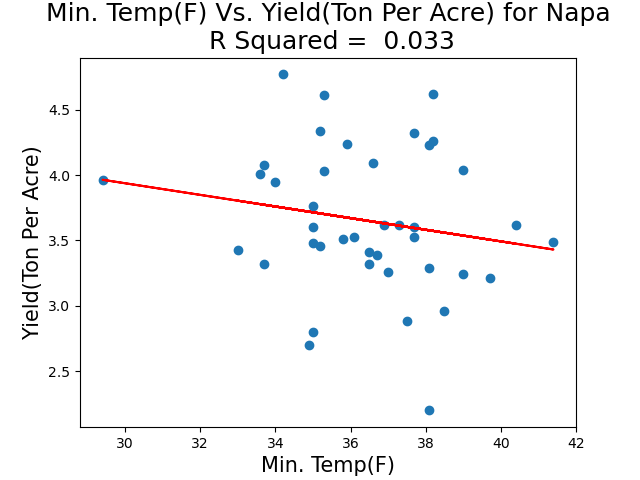 Min. Temp(F) Vs. Yield(Ton Per Acre) for Napa
R Squared =  0.033
Yield(Ton Per Acre)
4.5
4.0
3.5
3.0
2.5
30 32 34 36 38 40 42
Min. Temp(F)